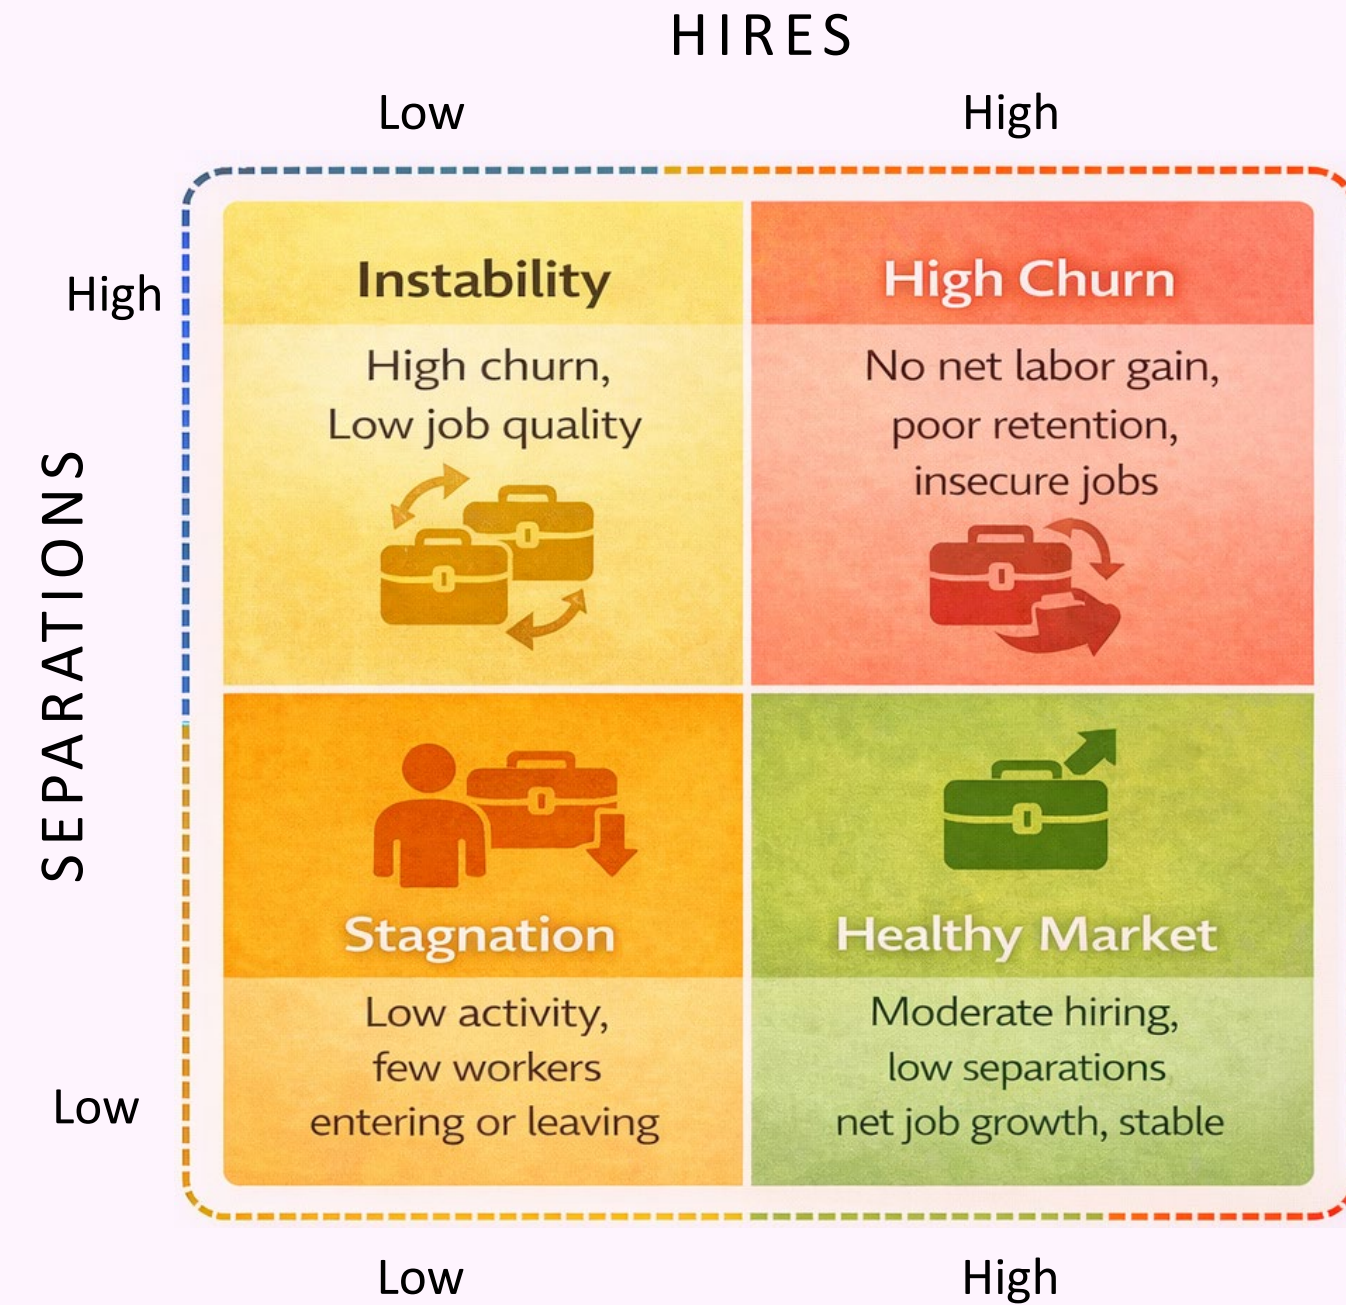 HIRES
Low
High
High
Instability
High churn,
Low job quality
High Churn
No net labor gain,
poor retention,
insecure jobs
SEPARATIONS
Low
Stagnation
Low activity,
few workers
entering or leaving
Healthy Market
Moderate hiring,
low separations
net job growth, stable
Low
High